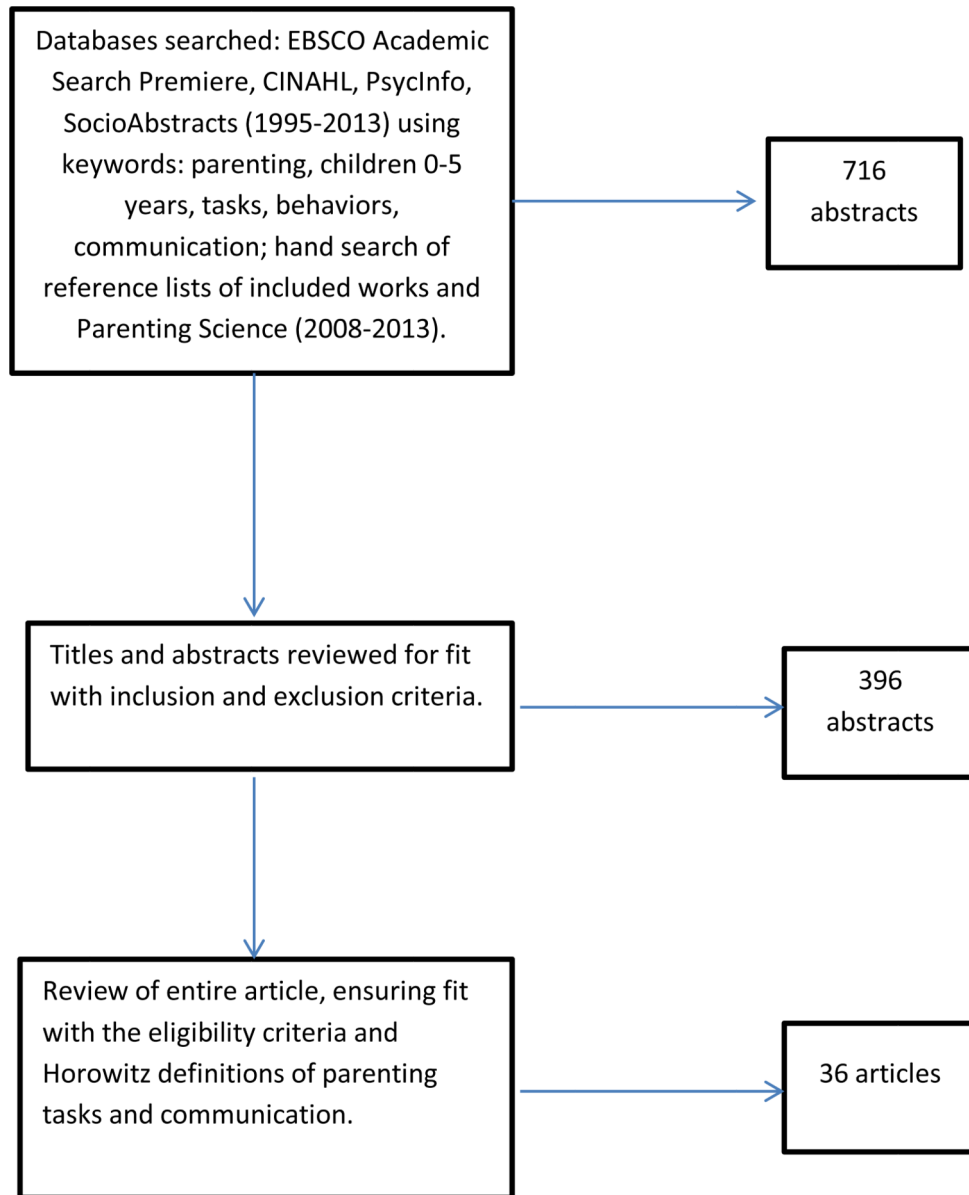 Databases searched: EBSCO Academic
Search Premiere, CINAHL, PsycInfo,
SocioAbstracts (1995-2013) using
keywords: parenting, children 0-5
years, tasks, behaviors,
communication; hand search of
reference lists of included works and
Parenting Science (2008-2013).
716
abstracts
Titles and abstracts reviewed for fit
with inclusion and exclusion criteria.
396
abstracts
Review of entire article, ensuring fit
with the eligibility criteria and
Horowitz definitions of parenting
tasks and communication.
36 articles